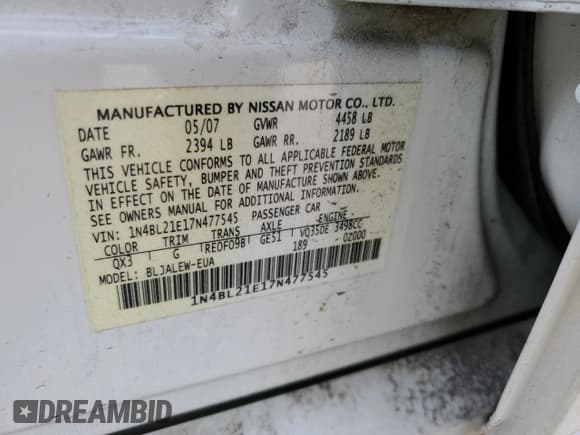 MANUFACTURED BY NISSAN MOTOR CO., LTD.
DATE 05/07 GVWR 4458 LB
GAWR FR. 2394 LB GAWR RR. 2189 LB
THIS VEHICLE CONFORMS TO ALL APPLICABLE FEDERAL MOTOR
VEHICLE SAFETY, BUMPER AND THEFT PREVENTION STANDARDS
IN EFFECT ON THE DATE OF MANUFACTURE SHOWN ABOVE.
SEE OWNERS MANUAL FOR ADDITIONAL INFORMATION.
VIN: 1N4BL21E17N477545 PASSENGER CAR
COLOR TRIM TRANS AXLE ENGINE
QX3 G RE0F09B GE51 VQ35DE 3498CC
MODEL: BLJALEW-EUA 189 0Z000
1N4BL21E17N477545
DREAMBID